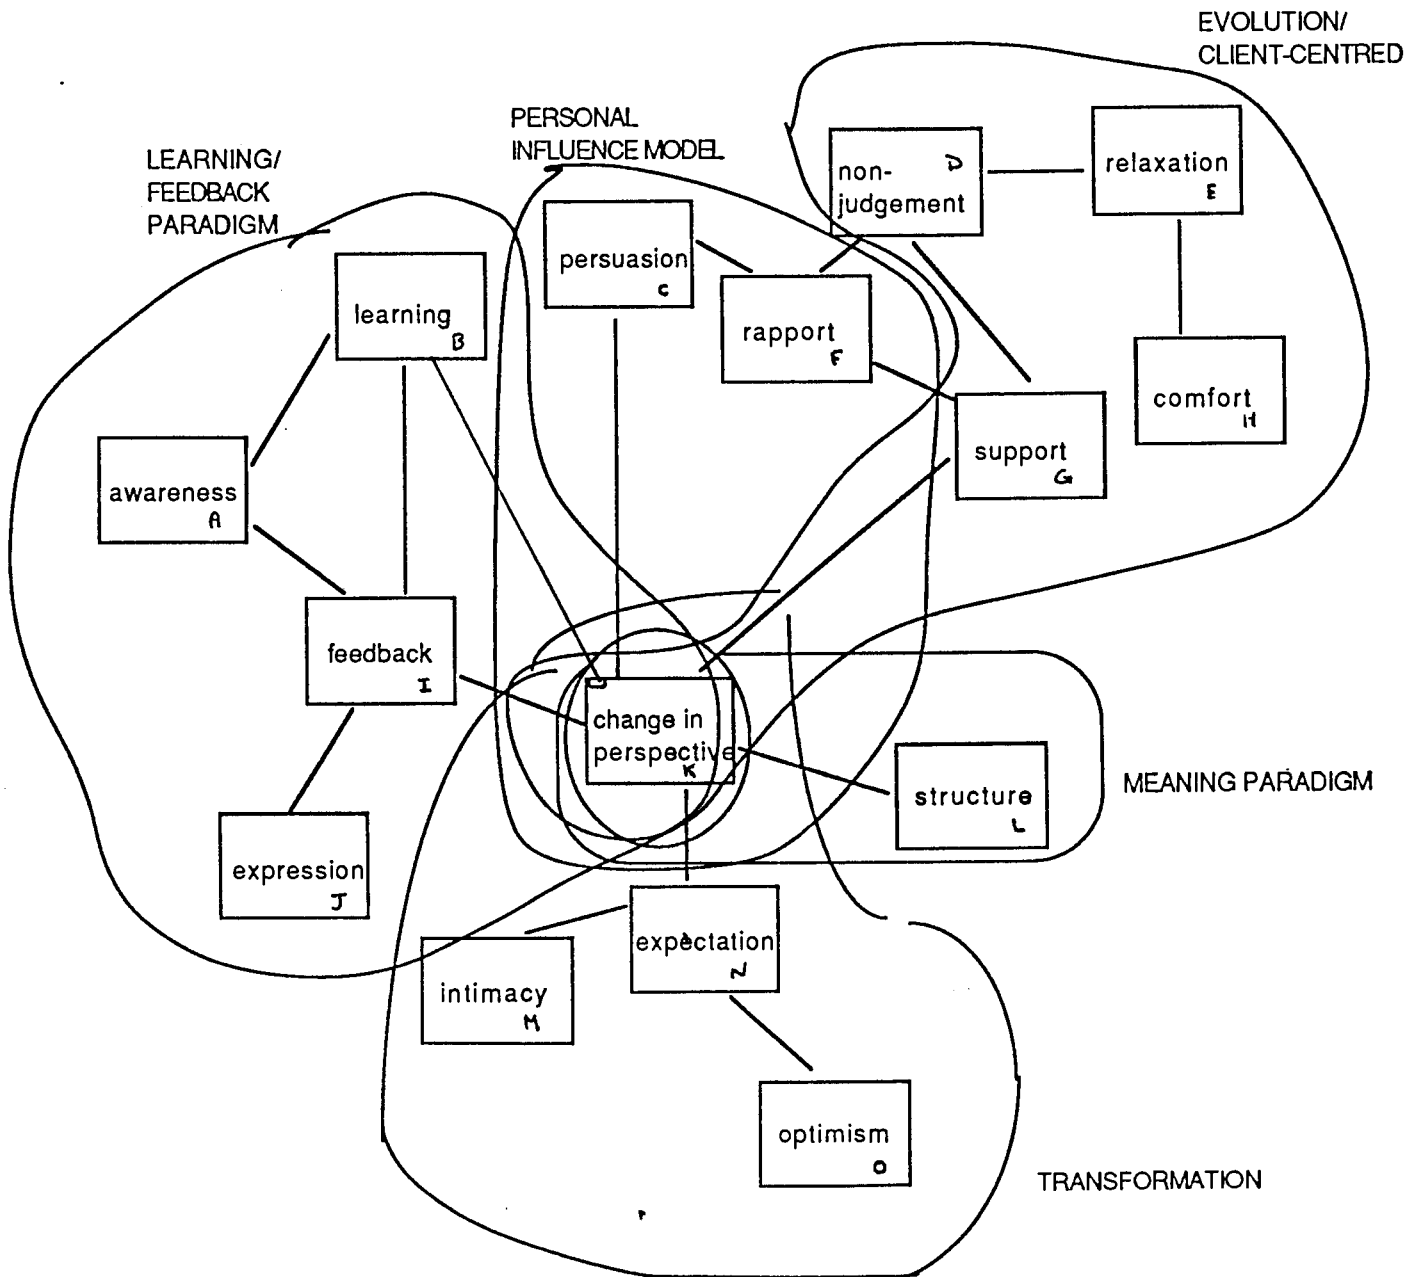 EVOLUTION/
CLIENT-CENTRED
PERSONAL
INFLUENCE MODEL
LEARNING/
FEEDBACK
PARADIGM
non-
judgement
D
relaxation
E
persuasion
C
learning
B
rapport
F
comfort
H
support
G
awareness
A
feedback
I
change in
perspective
K
structure
L
MEANING PARADIGM
expression
J
expectation
N
intimacy
M
optimism
O
TRANSFORMATION